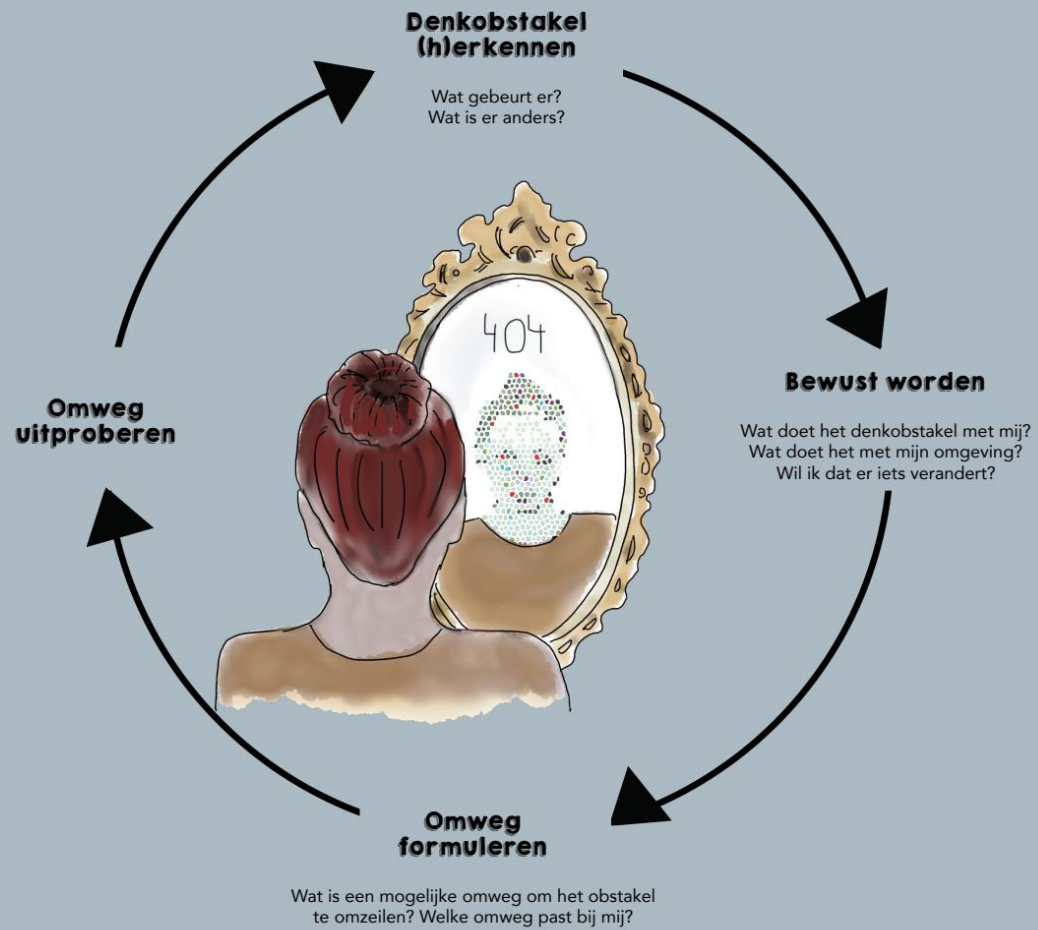 Denkobstakel
(h)erkennen
Wat gebeurt er?
Wat is er anders?
404
Bewust worden
Wat doet het denkobstakel met mij?
Wat doet het met mijn omgeving?
Wil ik dat er iets verandert?
Omweg
formuleren
Wat is een mogelijke omweg om het obstakel
te omzeilen? Welke omweg past bij mij?
Omweg
uitproberen